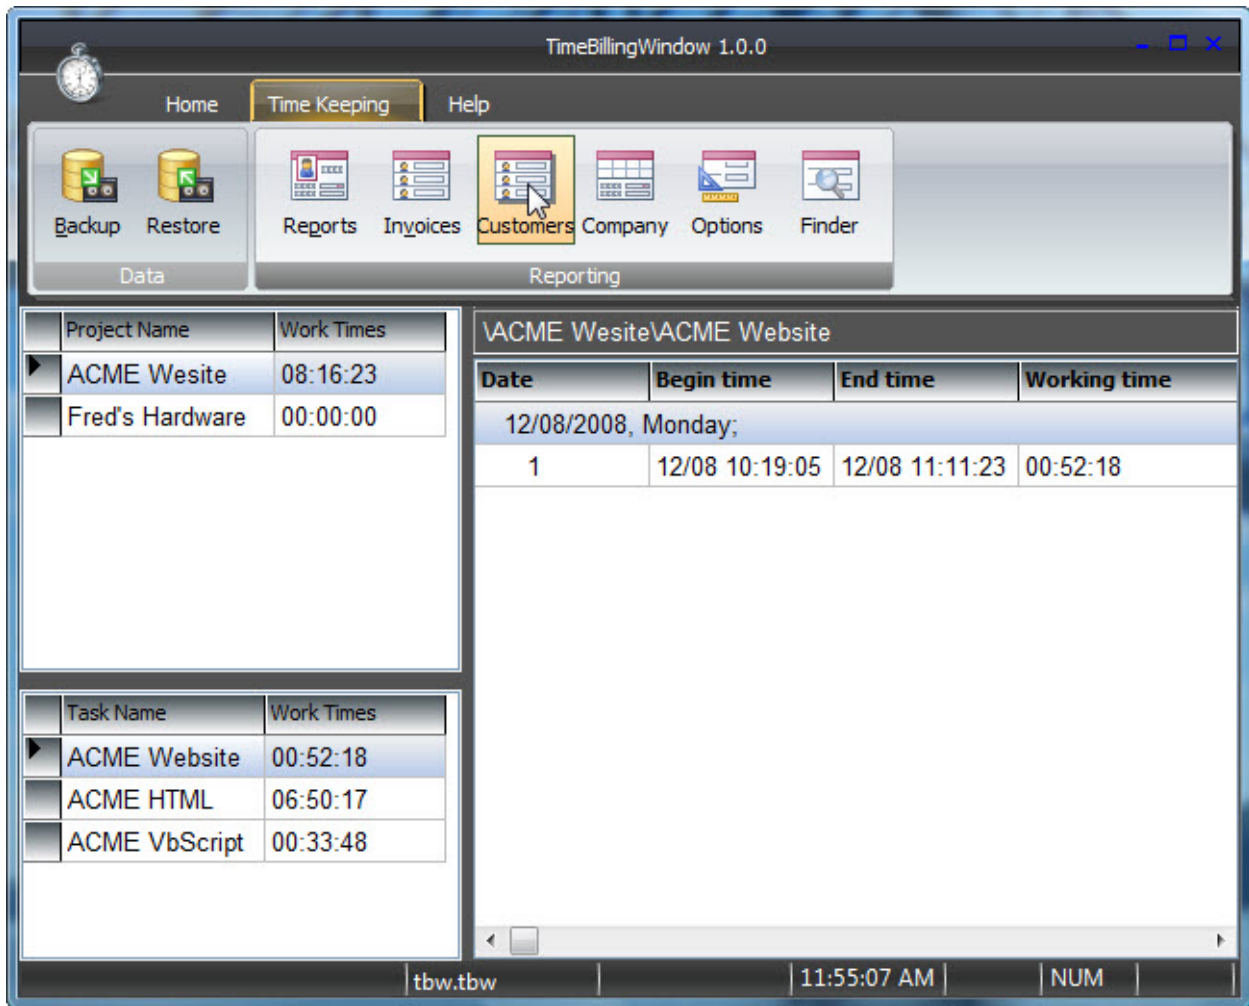 TimeBillingWindow 1.0.0
Home Time Keeping Help
Backup Restore Reports Invoices Customers Company Options Finder
Data Reporting
Project Name Work Times
ACME Wesite 08:16:23
Fred's Hardware 00:00:00
\ACME Wesite\ACME Website
Date Begin time End time Working time
12/08/2008, Monday;
1 12/08 10:19:05 12/08 11:11:23 00:52:18
Task Name Work Times
ACME Website 00:52:18
ACME HTML 06:50:17
ACME VbScript 00:33:48
tbw.tbw 11:55:07 AM NUM